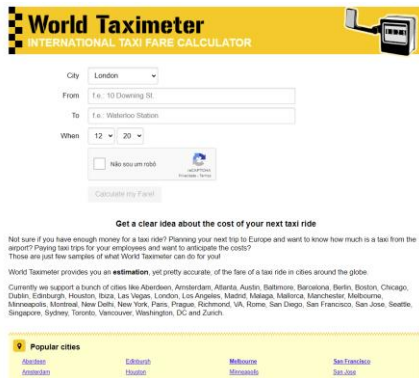 World Taximeter
INTERNATIONAL TAXI FARE CALCULATOR
City London
From f.e.: 10 Downing St.
To f.e.: Waterloo Station
When 12 20
Não sou um robô
reCAPTCHA
Privacidade - Termos
Calculate my Fare!
Get a clear idea about the cost of your next taxi ride
Not sure if you have enough money for a taxi ride? Planning your next trip to Europe and want to know how much is a taxi from the
airport? Paying taxi trips for your employees and want to anticipate the costs?
Those are just few samples of what World Taximeter can do for you!
World Taximeter provides you an estimation, yet pretty accurate, of the fare of a taxi ride in cities around the globe.
Currently we support a bunch of cities like Aberdeen, Amsterdam, Atlanta, Austin, Baltimore, Barcelona, Berlin, Boston, Chicago,
Dublin, Edinburgh, Houston, Ibiza, Las Vegas, London, Los Angeles, Madrid, Malaga, Mallorca, Manchester, Melbourne,
Minneapolis, Montreal, New Delhi, New York, Paris, Prague, Richmond, VA, Rome, San Diego, San Francisco, San Jose, Seattle,
Singapore, Sydney, Toronto, Vancouver, Washington, DC and Zurich.
Popular cities
Aberdeen Edinburgh Melbourne San Francisco
Amsterdam Houston Minneapolis San Jose